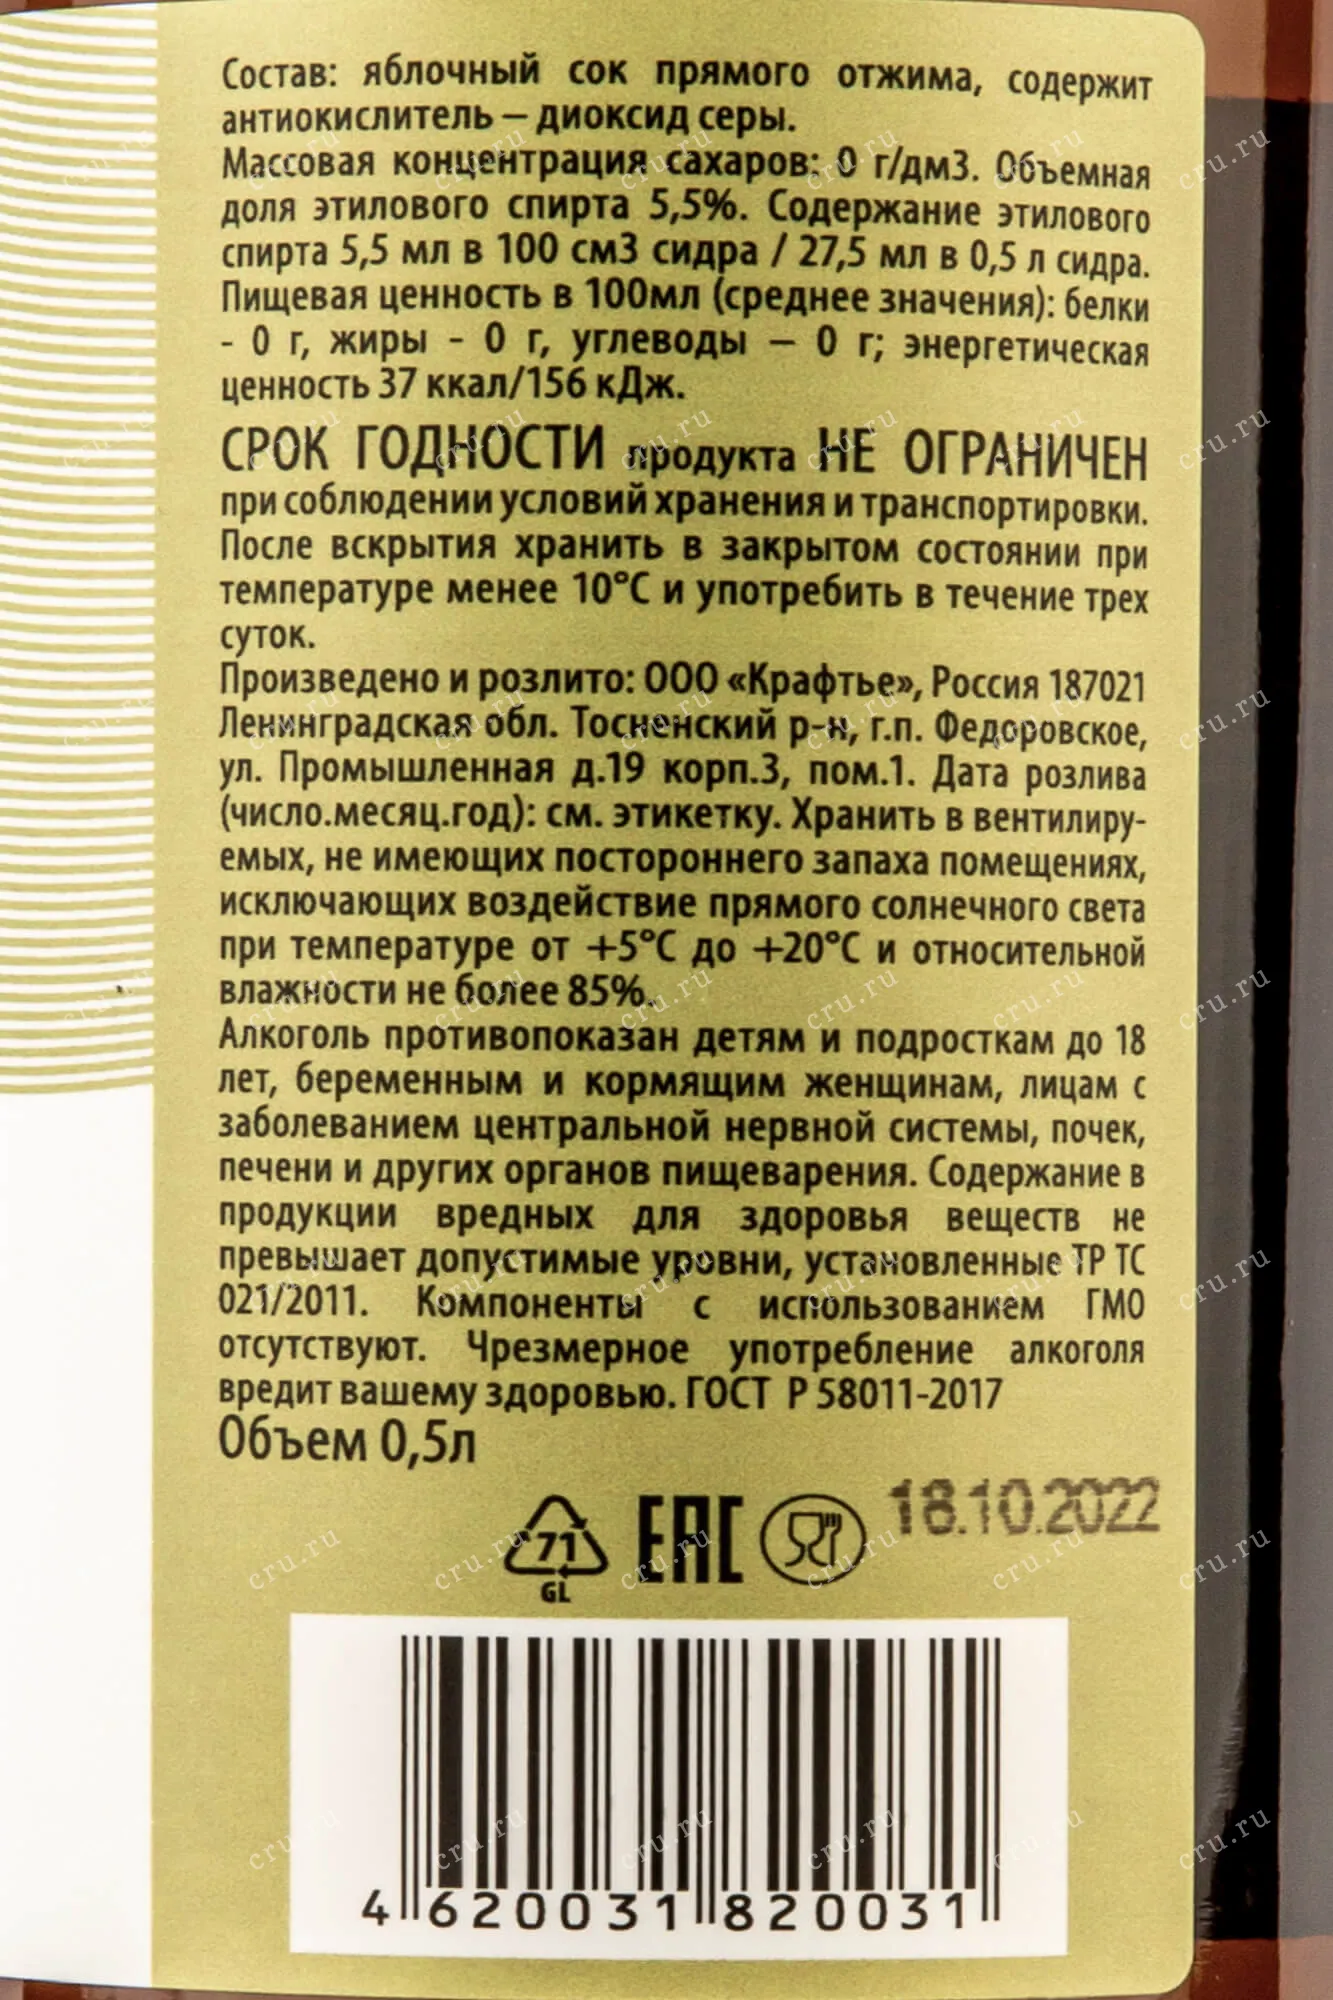 Состав: яблочный сок прямого отжима, содержит
антиокислитель – диоксид серы.
Массовая концентрация сахаров: 0 г/дм3. Объемная
доля этилового спирта 5,5%. Содержание этилового
спирта 5,5 мл в 100 см3 сидра / 27,5 мл в 0,5 л сидра.
Пищевая ценность в 100мл (среднее значения): белки
- 0 г, жиры - 0 г, углеводы – 0 г; энергетическая
ценность 37 ккал/156 кДж.
СРОК ГОДНОСТИ продукта НЕ ОГРАНИЧЕН
при соблюдении условий хранения и транспортировки.
После вскрытия хранить в закрытом состоянии при
температуре менее 10°С и употребить в течение трех
суток.
Произведено и розлито: ООО «Крафтье», Россия 187021
Ленинградская обл. Тосненский р-н, г.п. Федоровское,
ул. Промышленная д.19 корп.3, пом.1. Дата розлива
(число.месяц.год): см. этикетку. Хранить в вентилиру-
емых, не имеющих постороннего запаха помещениях,
исключающих воздействие прямого солнечного света
при температуре от +5°С до +20°С и относительной
влажности не более 85%.
Алкоголь противопоказан детям и подросткам до 18
лет, беременным и кормящим женщинам, лицам с
заболеванием центральной нервной системы, почек,
печени и других органов пищеварения. Содержание в
продукции вредных для здоровья веществ не
превышает допустимые уровни, установленные ТР ТС
021/2011. Компоненты с использованием ГМО
отсутствуют. Чрезмерное употребление алкоголя
вредит вашему здоровью. ГОСТ Р 58011-2017
Объем 0,5л
18.10.2022
71
GL
ЕАС
4 620031 820031
cru.ru